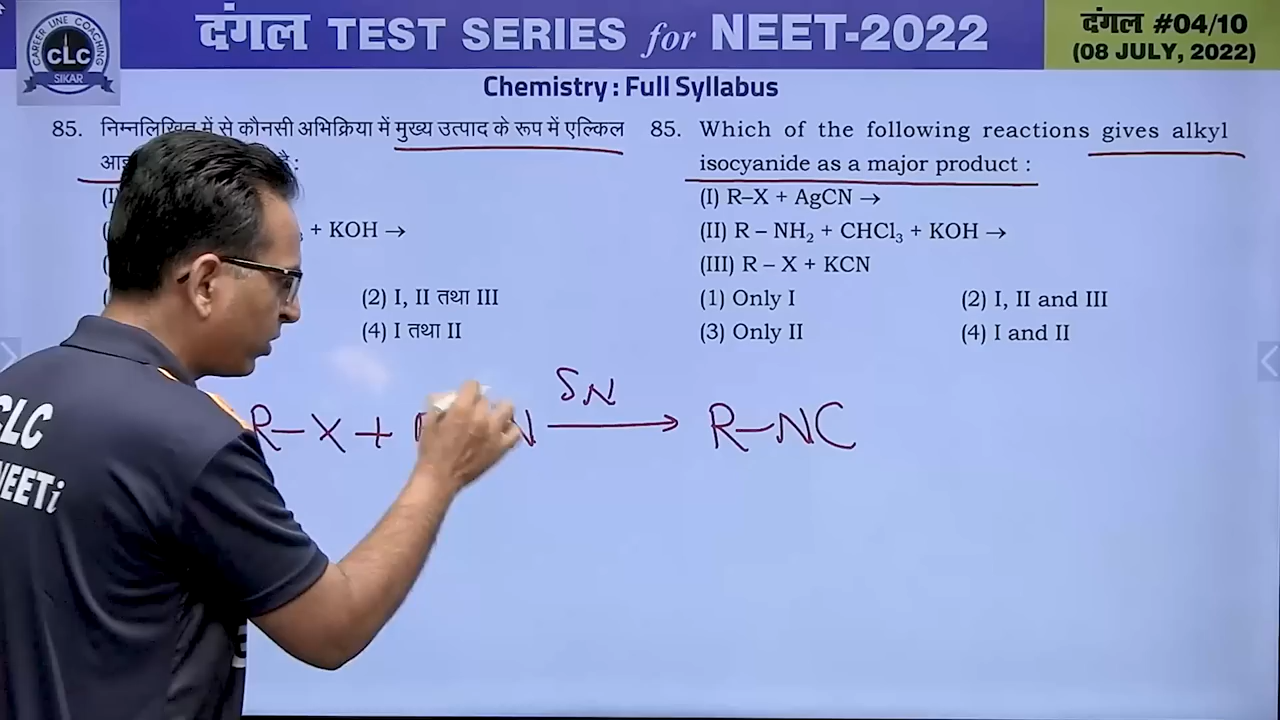 CAREER LINE COACHING
CLC
SIKAR
दंगल TEST SERIES for NEET-2022
दंगल #04/10
(08 JULY, 2022)
Chemistry : Full Syllabus
85. निम्नलिखित में से कौनसी अभिक्रिया में मुख्य उत्पाद के रूप में एल्किल
+ KOH →
(2) I, II तथा III
(4) I तथा II
85. Which of the following reactions gives alkyl
isocyanide as a major product :
(I) R–X + AgCN →
(II) R – NH₂ + CHCl₃ + KOH →
(III) R – X + KCN
(1) Only I
(2) I, II and III
(3) Only II
(4) I and II
R–X + N SN → R–NC
CLC
NEETi